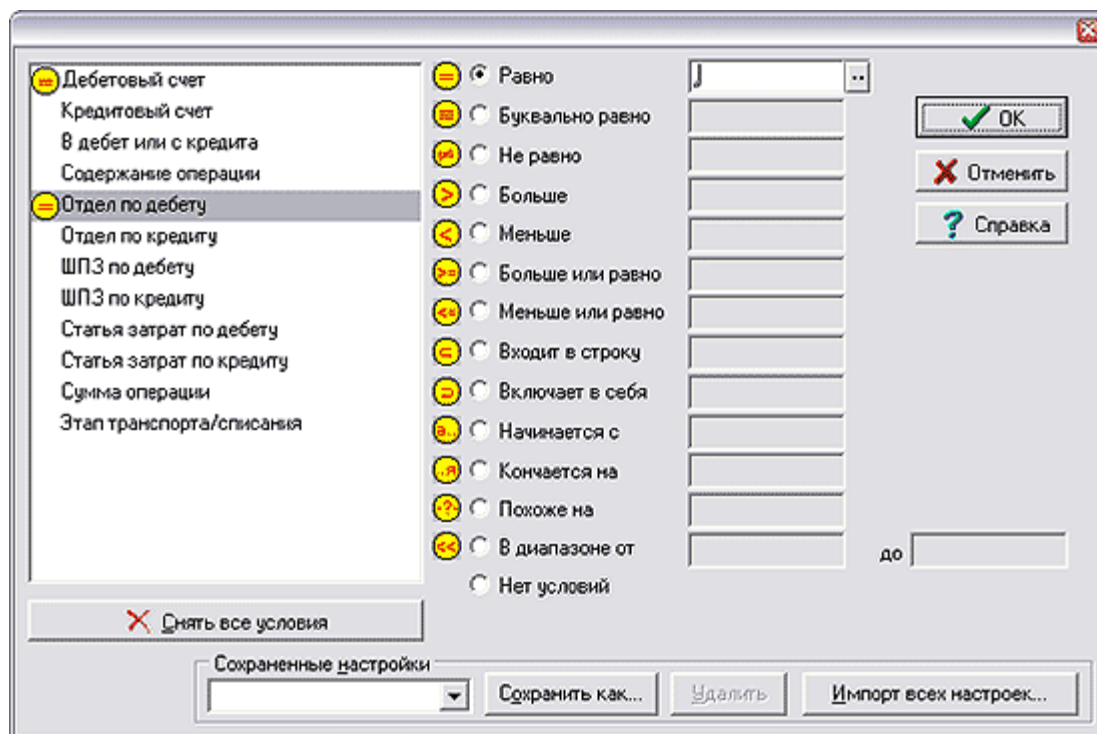 Дебетовый счет
Кредитовый счет
В дебет или с кредита
Содержание операции
Отдел по дебету
Отдел по кредиту
ШПЗ по дебету
ШПЗ по кредиту
Статья затрат по дебету
Статья затрат по кредиту
Сумма операции
Этап транспорта/списания
Снять все условия
= Равно J ..
≡ Буквально равно
≠ Не равно
> Больше
< Меньше
>= Больше или равно
<= Меньше или равно
⊂ Входит в строку
⊃ Включает в себя
а.. Начинается с
..я Кончается на
-?- Похоже на
<< В диапазоне от до
Нет условий
OK
Отменить
? Справка
Сохраненные настройки
Сохранить как...
Удалить
Импорт всех настроек...